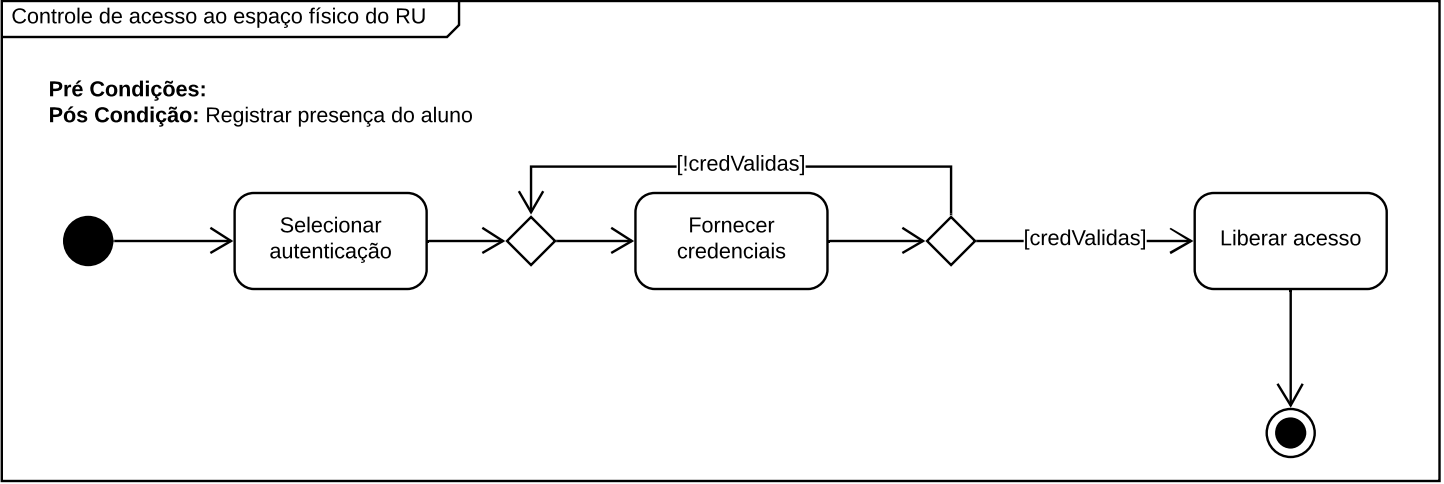 Controle de acesso ao espaço físico do RU
Pré Condições:
Pós Condição: Registrar presença do aluno
[!credValidas]
Selecionar
autenticação
Fornecer
credenciais
[credValidas]
Liberar acesso